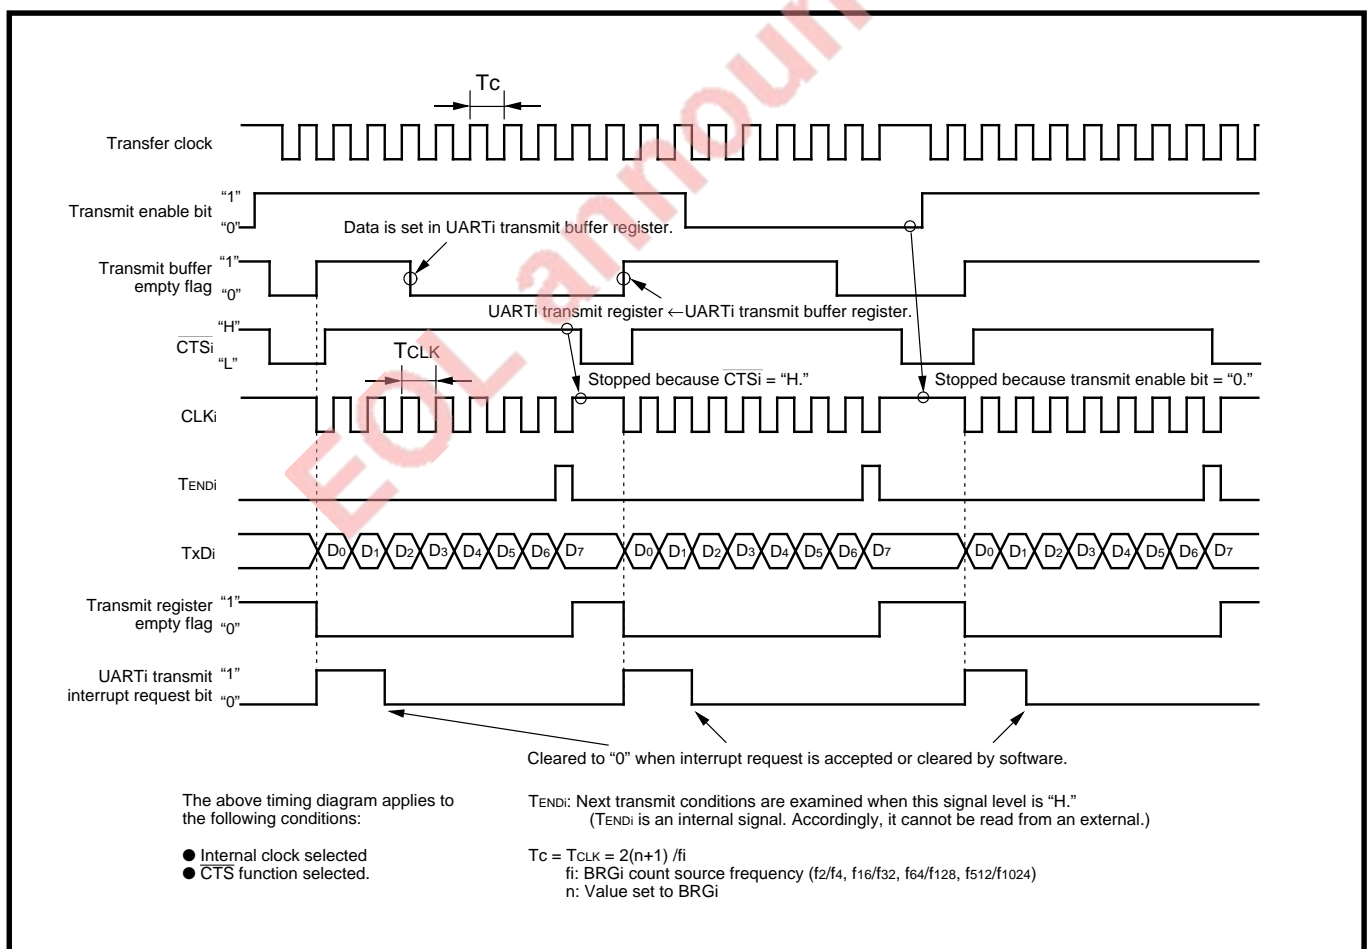 EOL announ
Tc
Transfer clock
Transmit enable bit
“1”
“0”
Data is set in UARTi transmit buffer register.
Transmit buffer
empty flag
“1”
“0”
UARTi transmit register ←UARTi transmit buffer register.
CTSi
“H”
“L”
TCLK
Stopped because CTSi = “H.”
Stopped because transmit enable bit = “0.”
CLKi
TENDi
TxDi
D0 D1 D2 D3 D4 D5 D6 D7 D0 D1 D2 D3 D4 D5 D6 D7 D0 D1 D2 D3 D4 D5 D6 D7
Transmit register
empty flag
“1”
“0”
UARTi transmit
interrupt request bit
“1”
“0”
Cleared to “0” when interrupt request is accepted or cleared by software.
The above timing diagram applies to
the following conditions:
● Internal clock selected
● CTS function selected.
TENDi: Next transmit conditions are examined when this signal level is “H.”
(TENDi is an internal signal. Accordingly, it cannot be read from an external.)
Tc = TCLK = 2(n+1) /fi
fi: BRGi count source frequency (f2/f4, f16/f32, f64/f128, f512/f1024)
n: Value set to BRGi